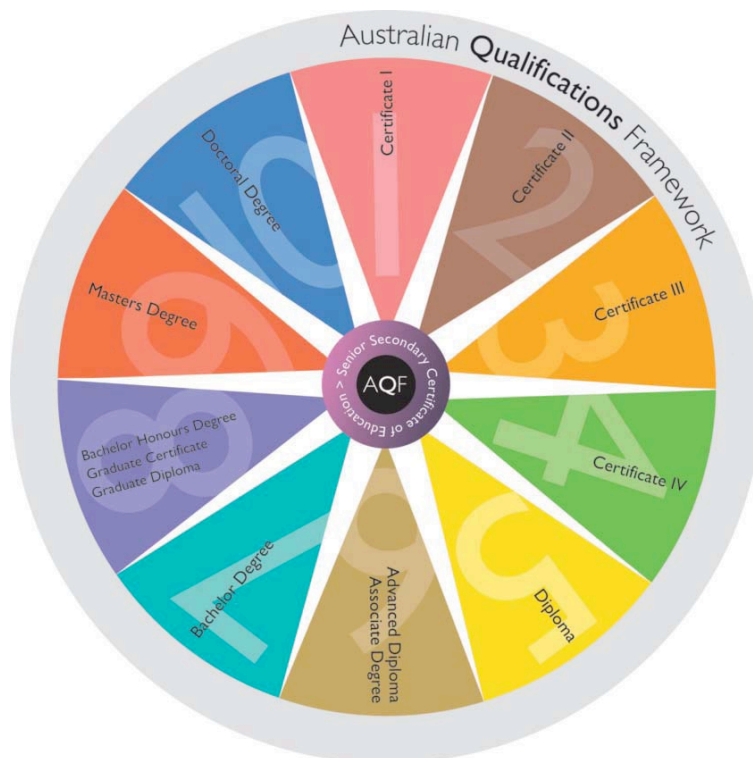 Australian Qualifications Framework
1
Certificate I
2
Certificate II
3
Certificate III
4
Certificate IV
5
Diploma
6
Advanced Diploma
Associate Degree
7
Bachelor Degree
8
Bachelor Honours Degree
Graduate Certificate
Graduate Diploma
9
Masters Degree
10
Doctoral Degree
Senior Secondary Certificate of Education <
AQF